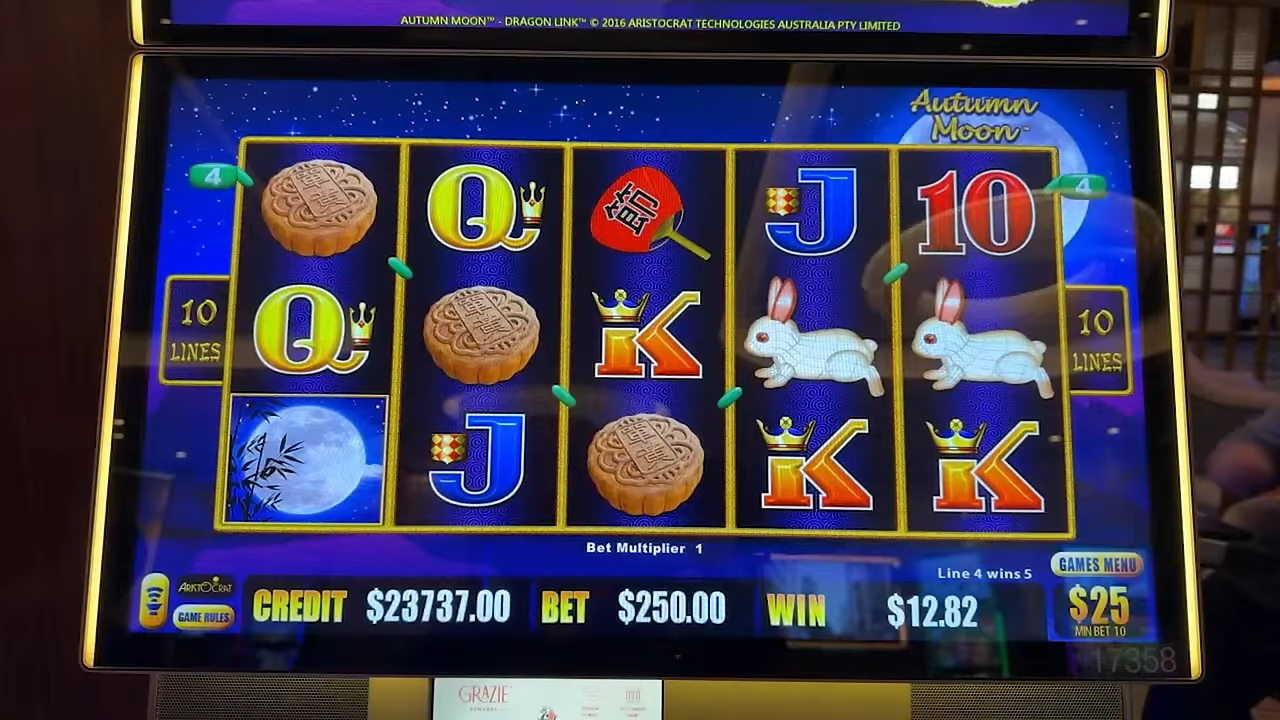 AUTUMN MOON™ - DRAGON LINK™ © 2016 ARISTOCRAT TECHNOLOGIES AUSTRALIA PTY LIMITED
Autumn
Moon™
4
Q
J
10
4
10
LINES
Q
K
10
LINES
J
K
K
Bet Multiplier 1
Line 4 wins 5
GAMES MENU
ARISTOCRAT
GAME RULES
CREDIT $23737.00 BET $250.00 WIN $12.82
$25
MIN BET 10
17358
GRAZIE
REWARDS